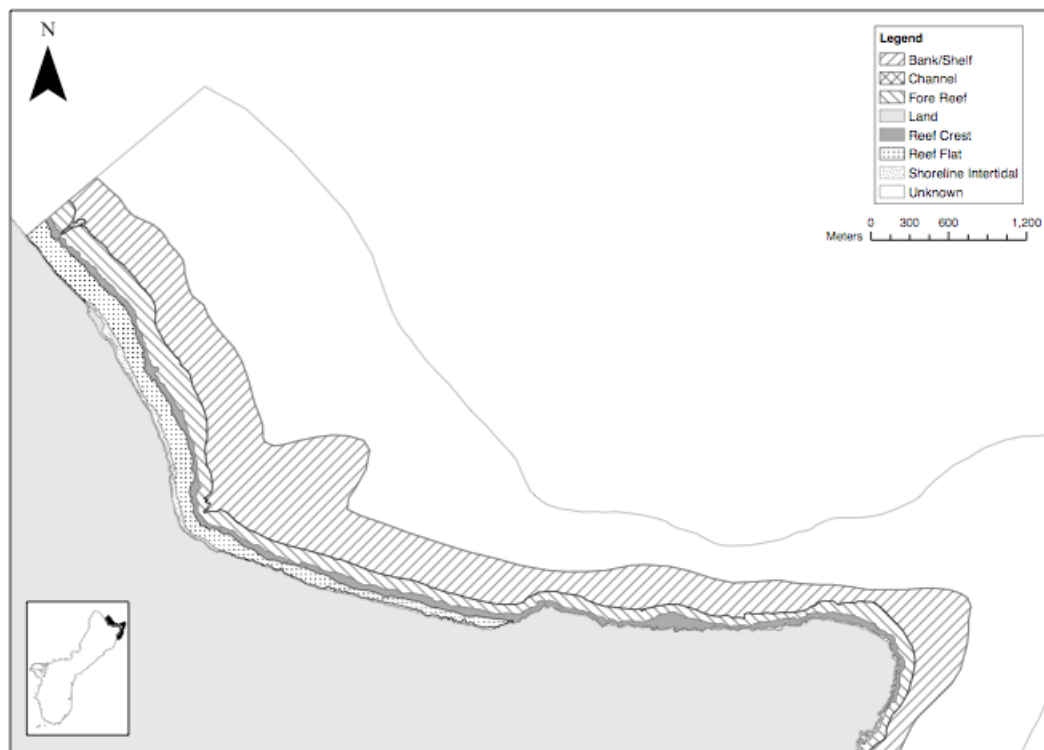 N
Legend
Bank/Shelf
Channel
Fore Reef
Land
Reef Crest
Reef Flat
Shoreline Intertidal
Unknown
0 300 600 1,200
Meters